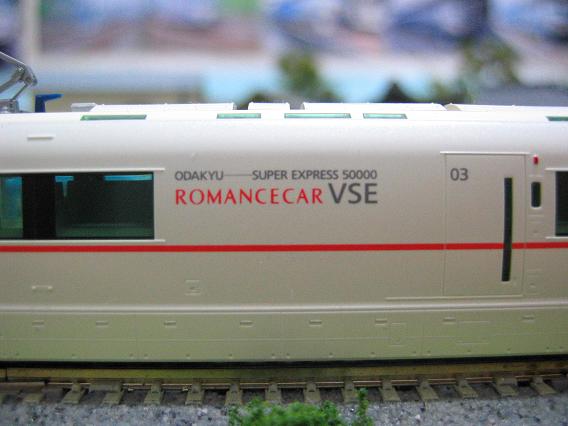 ODAKYU——SUPER EXPRESS 50000
ROMANCECAR VSE
03